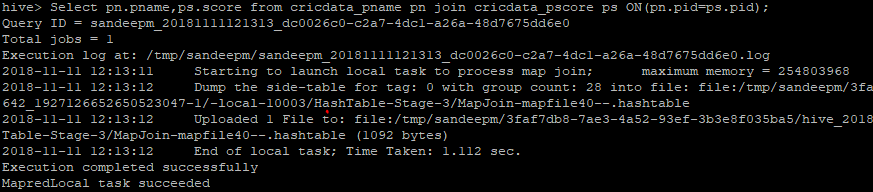 hive> Select pn.pname,ps.score from cricdata_pname pn join cricdata_pscore ps ON(pn.pid=ps.pid);
Query ID = sandeepm_20181111121313_dc0026c0-c2a7-4dc1-a26a-48d7675dd6e0
Total jobs = 1
Execution log at: /tmp/sandeepm/sandeepm_20181111121313_dc0026c0-c2a7-4dc1-a26a-48d7675dd6e0.log
2018-11-11 12:13:11     Starting to launch local task to process map join;      maximum memory = 254803968
2018-11-11 12:13:12     Dump the side-table for tag: 0 with group count: 28 into file: file:/tmp/sandeepm/3fa
642_1927126652650523047-1/-local-10003/HashTable-Stage-3/MapJoin-mapfile40--.hashtable
2018-11-11 12:13:12     Uploaded 1 File to: file:/tmp/sandeepm/3faf7db8-7ae3-4a52-93ef-3b3e8f035ba5/hive_2018
Table-Stage-3/MapJoin-mapfile40--.hashtable (1092 bytes)
2018-11-11 12:13:12     End of local task; Time Taken: 1.112 sec.
Execution completed successfully
MapredLocal task succeeded